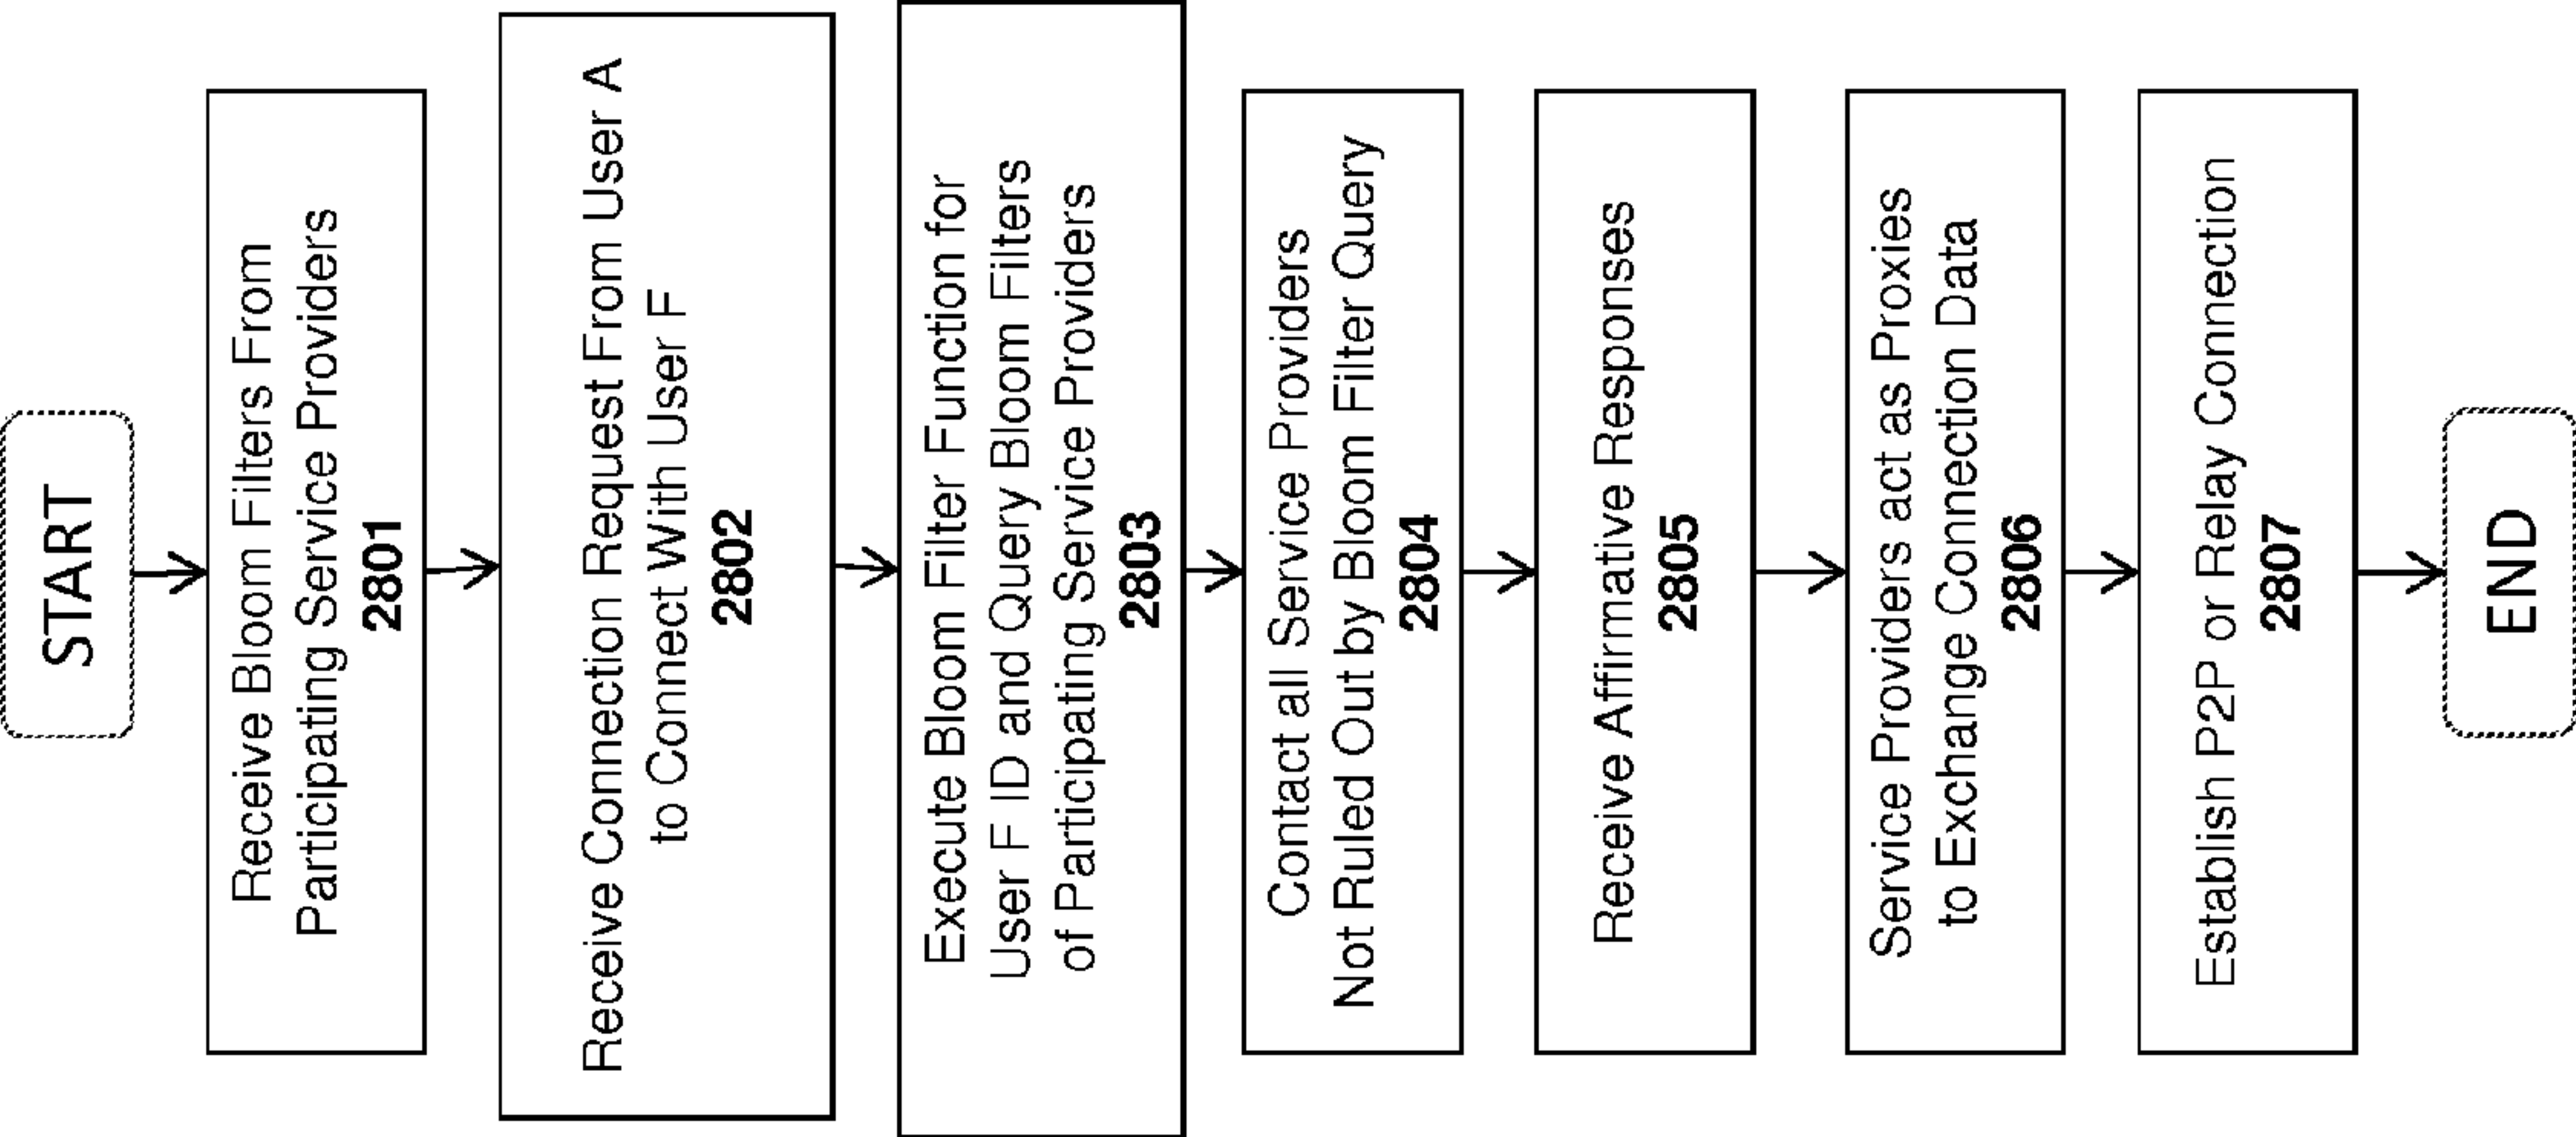 START
Receive Bloom Filters From
Participating Service Providers
2801
Receive Connection Request From User A
to Connect With User F
2802
Execute Bloom Filter Function for
User F ID and Query Bloom Filters
of Participating Service Providers
2803
Contact all Service Providers
Not Ruled Out by Bloom Filter Query
2804
Receive Affirmative Responses
2805
Service Providers act as Proxies
to Exchange Connection Data
2806
Establish P2P or Relay Connection
2807
END